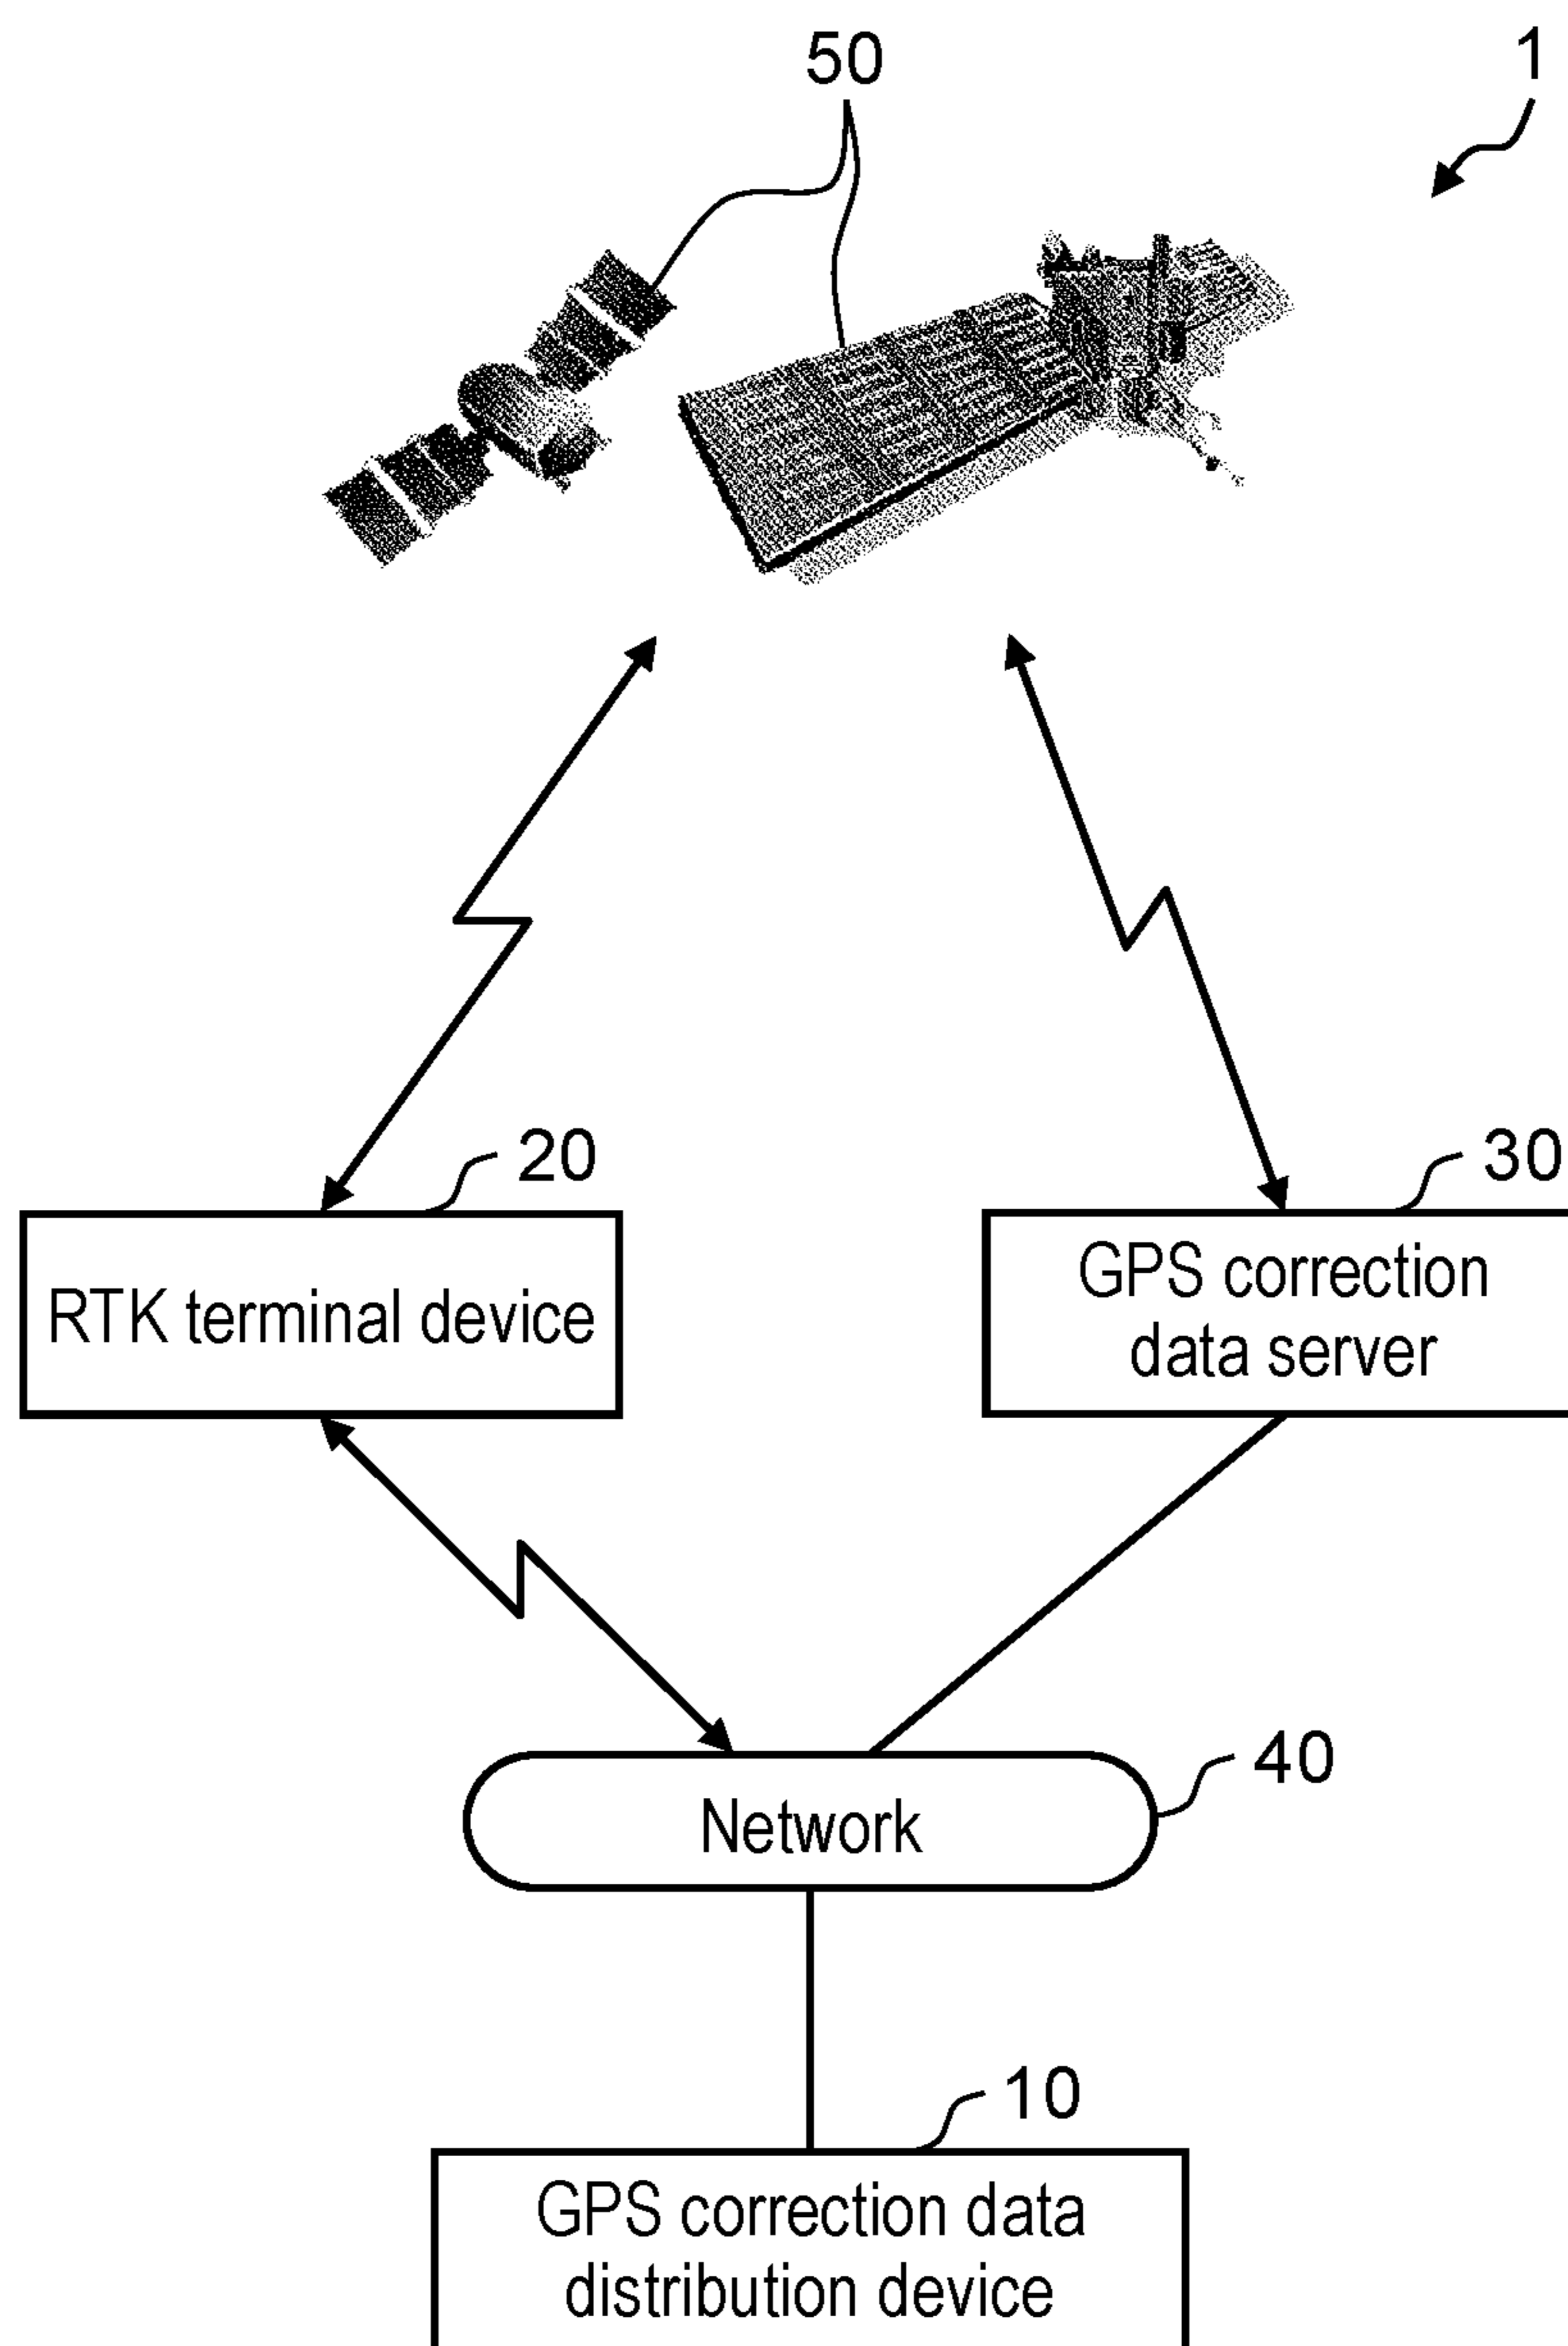 50
1
20
30
RTK terminal device
GPS correction
data server
40
Network
10
GPS correction data
distribution device